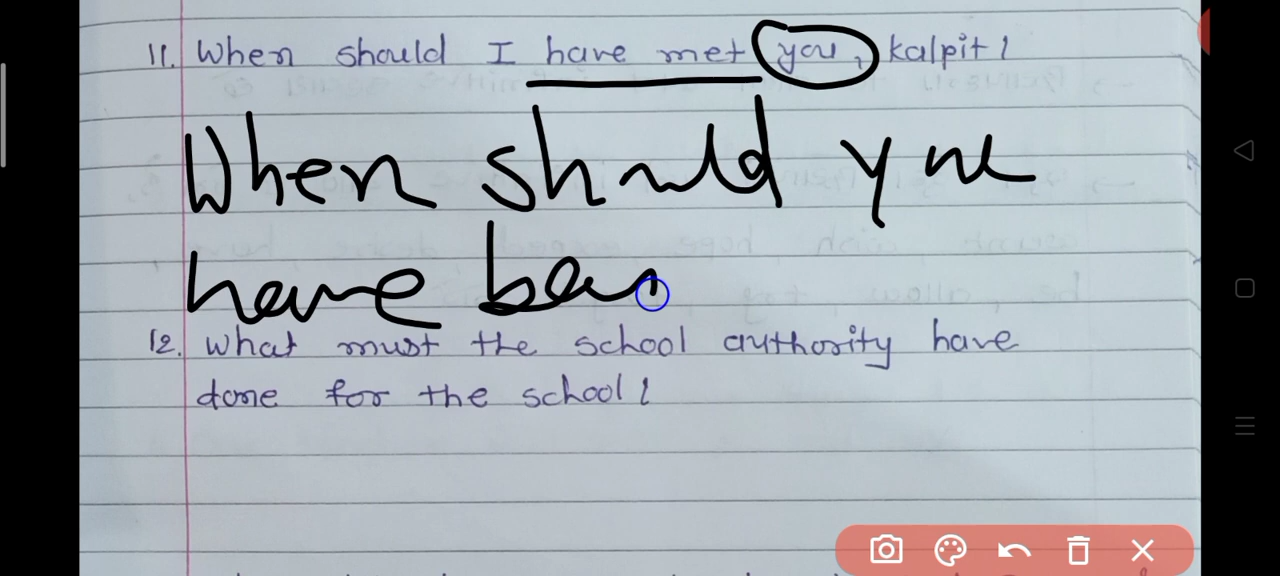 11. When should I have met you, kalpit?
When should you
have been
12. What must the school authority have
done for the school?